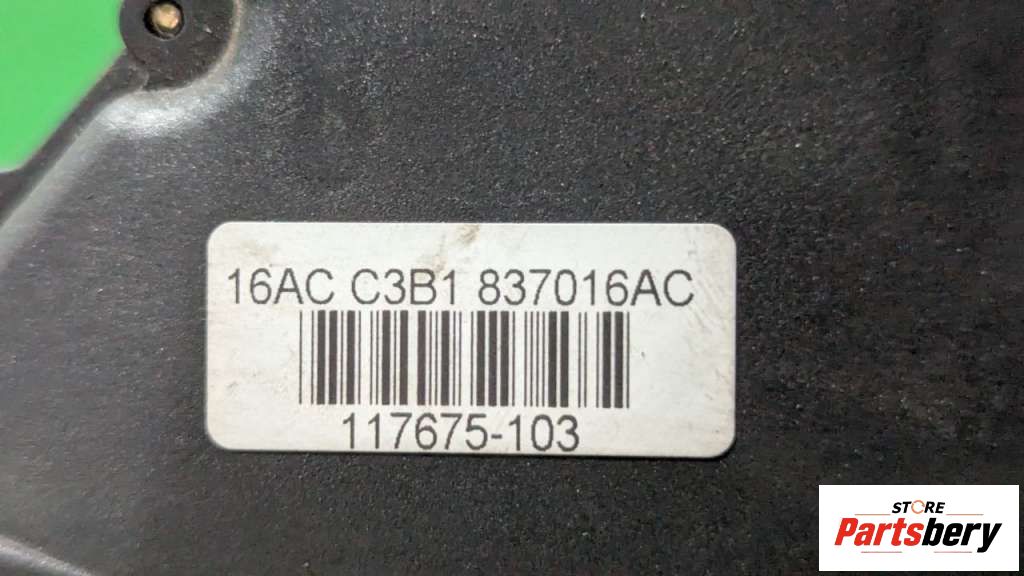 16AC C3B1 837016AC
117675-103
STORE
Partsbery